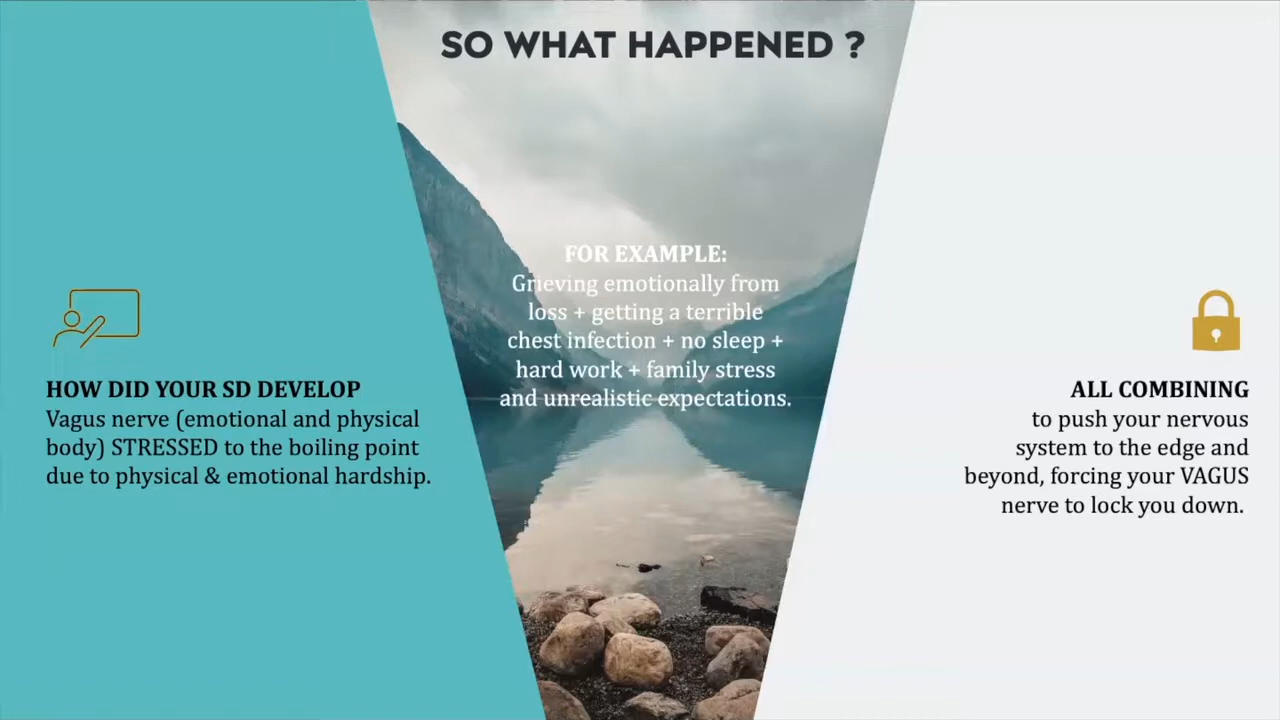 SO WHAT HAPPENED ?
HOW DID YOUR SD DEVELOP
Vagus nerve (emotional and physical
body) STRESSED to the boiling point
due to physical & emotional hardship.
FOR EXAMPLE:
Grieving emotionally from
loss + getting a terrible
chest infection + no sleep +
hard work + family stress
and unrealistic expectations.
ALL COMBINING
to push your nervous
system to the edge and
beyond, forcing your VAGUS
nerve to lock you down.